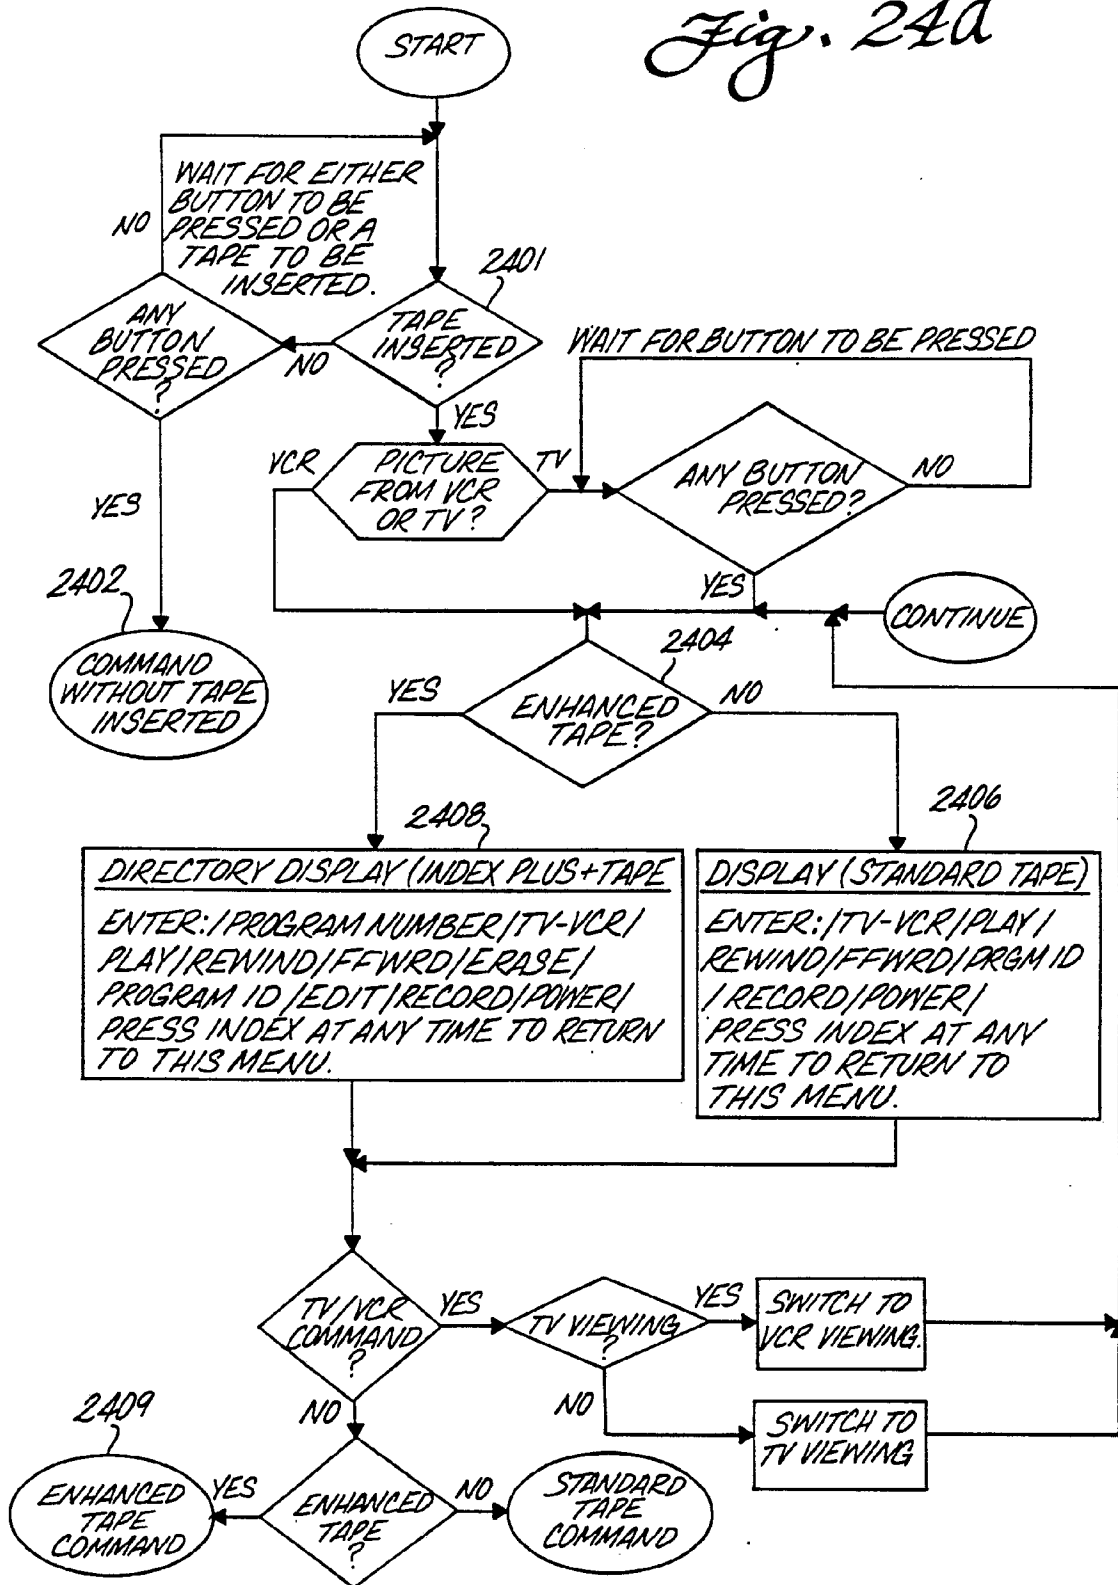 Fig. 24a
START
WAIT FOR EITHER
BUTTON TO BE
PRESSED OR A
TAPE TO BE
INSERTED.
NO
2401
ANY
BUTTON
PRESSED
?
NO
TAPE
INSERTED
?
WAIT FOR BUTTON TO BE PRESSED
YES
VCR
PICTURE
FROM VCR
OR TV?
TV
ANY BUTTON
PRESSED?
NO
YES
YES
2402
COMMAND
WITHOUT TAPE
INSERTED
CONTINUE
2404
YES
ENHANCED
TAPE?
NO
2408
2406
DIRECTORY DISPLAY (INDEX PLUS+TAPE
ENTER:/PROGRAM NUMBER/TV-VCR/
PLAY/REWIND/FFWRD/ERASE/
PROGRAM ID/EDIT/RECORD/POWER/
PRESS INDEX AT ANY TIME TO RETURN
TO THIS MENU.
DISPLAY (STANDARD TAPE)
ENTER:/TV-VCR/PLAY/
REWIND/FFWRD/PRGM ID
/RECORD/POWER/
PRESS INDEX AT ANY
TIME TO RETURN TO
THIS MENU.
TV/VCR
COMMAND
?
YES
TV VIEWING
?
YES
SWITCH TO
VCR VIEWING.
NO
NO
SWITCH TO
TV VIEWING
2409
ENHANCED
TAPE
COMMAND
YES
ENHANCED
TAPE
?
NO
STANDARD
TAPE
COMMAND